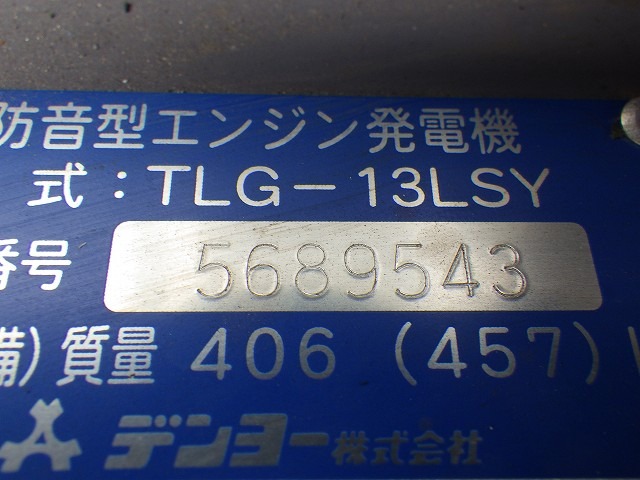 防音型エンジン発電機
式：TLG－13LSY
番号 5689543
備）質量 406（457）
デンヨー株式会社